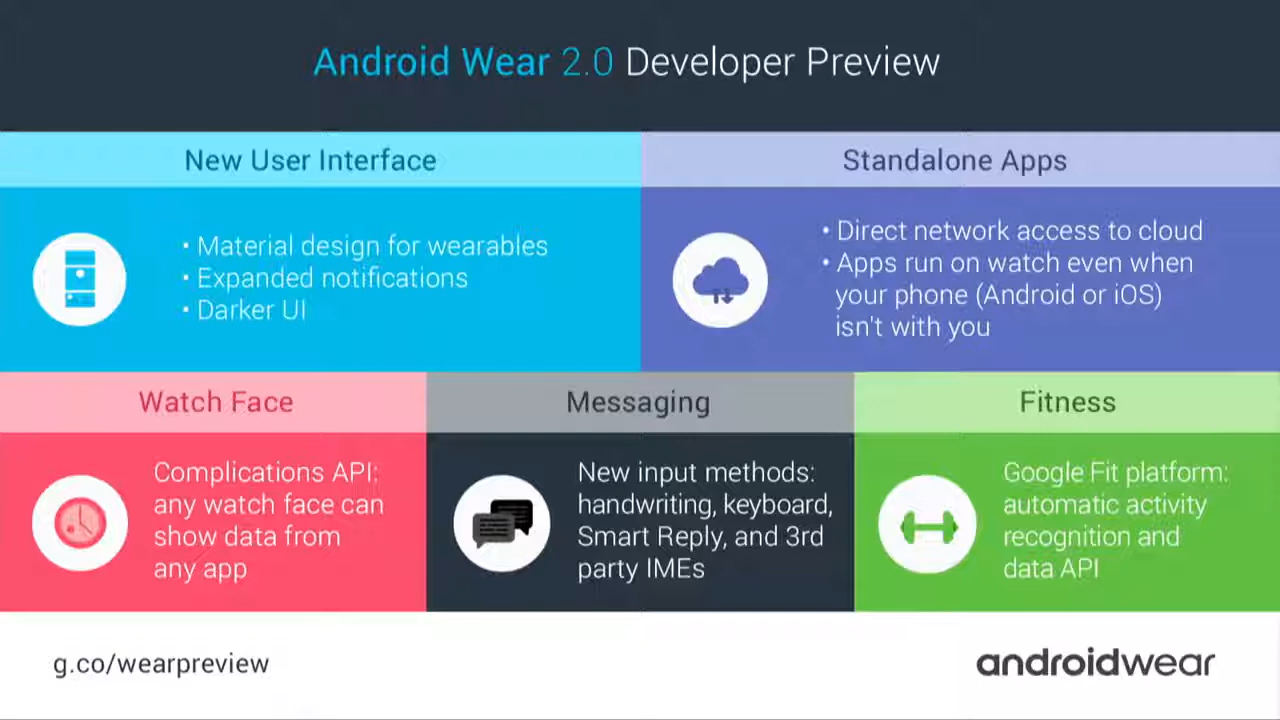 Android Wear 2.0 Developer Preview
New User Interface
• Material design for wearables
• Expanded notifications
• Darker UI
Standalone Apps
• Direct network access to cloud
• Apps run on watch even when
your phone (Android or iOS)
isn't with you
Watch Face
Complications API:
any watch face can
show data from
any app
Messaging
New input methods:
handwriting, keyboard,
Smart Reply, and 3rd
party IMEs
Fitness
Google Fit platform:
automatic activity
recognition and
data API
g.co/wearpreview
androidwear